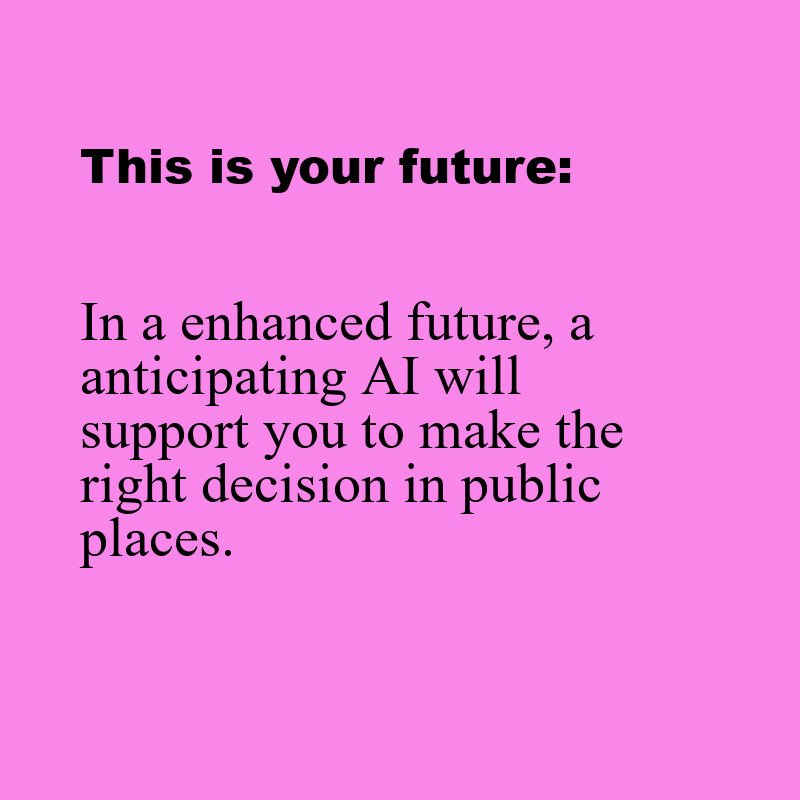 This is your future:
In a enhanced future, a
anticipating AI will
support you to make the
right decision in public
places.